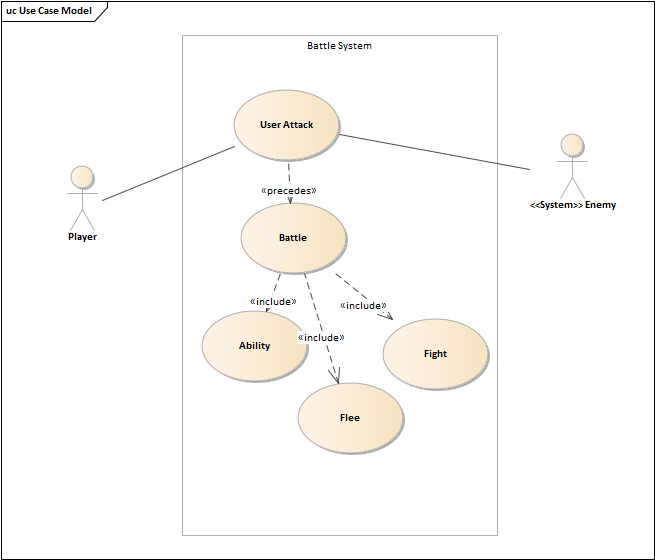 uc Use Case Model
Battle System
User Attack
«precedes»
Player
<<System>> Enemy
Battle
«include»
«include»
«include»
Ability
Fight
Flee